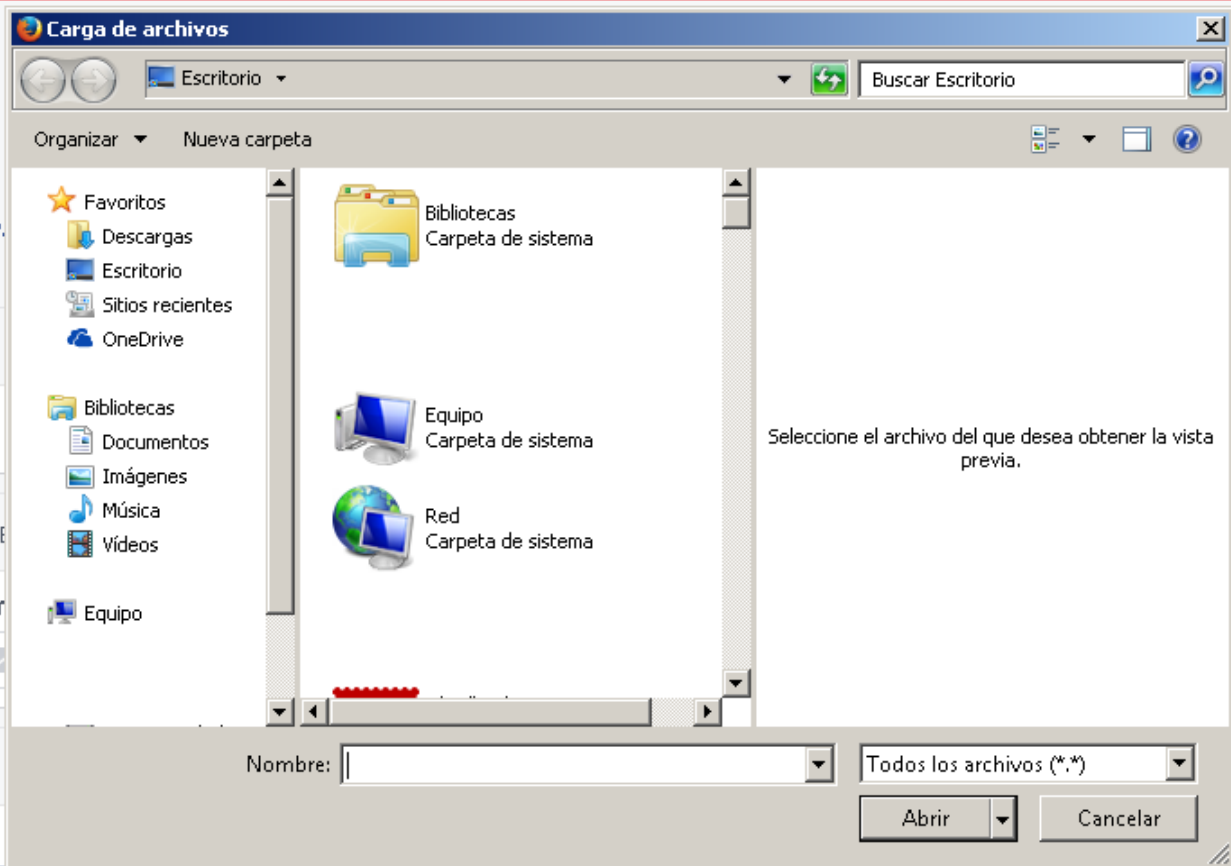 Carga de archivos
Escritorio
Buscar Escritorio
Organizar
Nueva carpeta
Favoritos
Descargas
Escritorio
Sitios recientes
OneDrive
Bibliotecas
Documentos
Imágenes
Música
Vídeos
Equipo
Bibliotecas
Carpeta de sistema
Equipo
Carpeta de sistema
Red
Carpeta de sistema
Seleccione el archivo del que desea obtener la vista
previa.
Nombre:
Todos los archivos (*.*)
Abrir
Cancelar